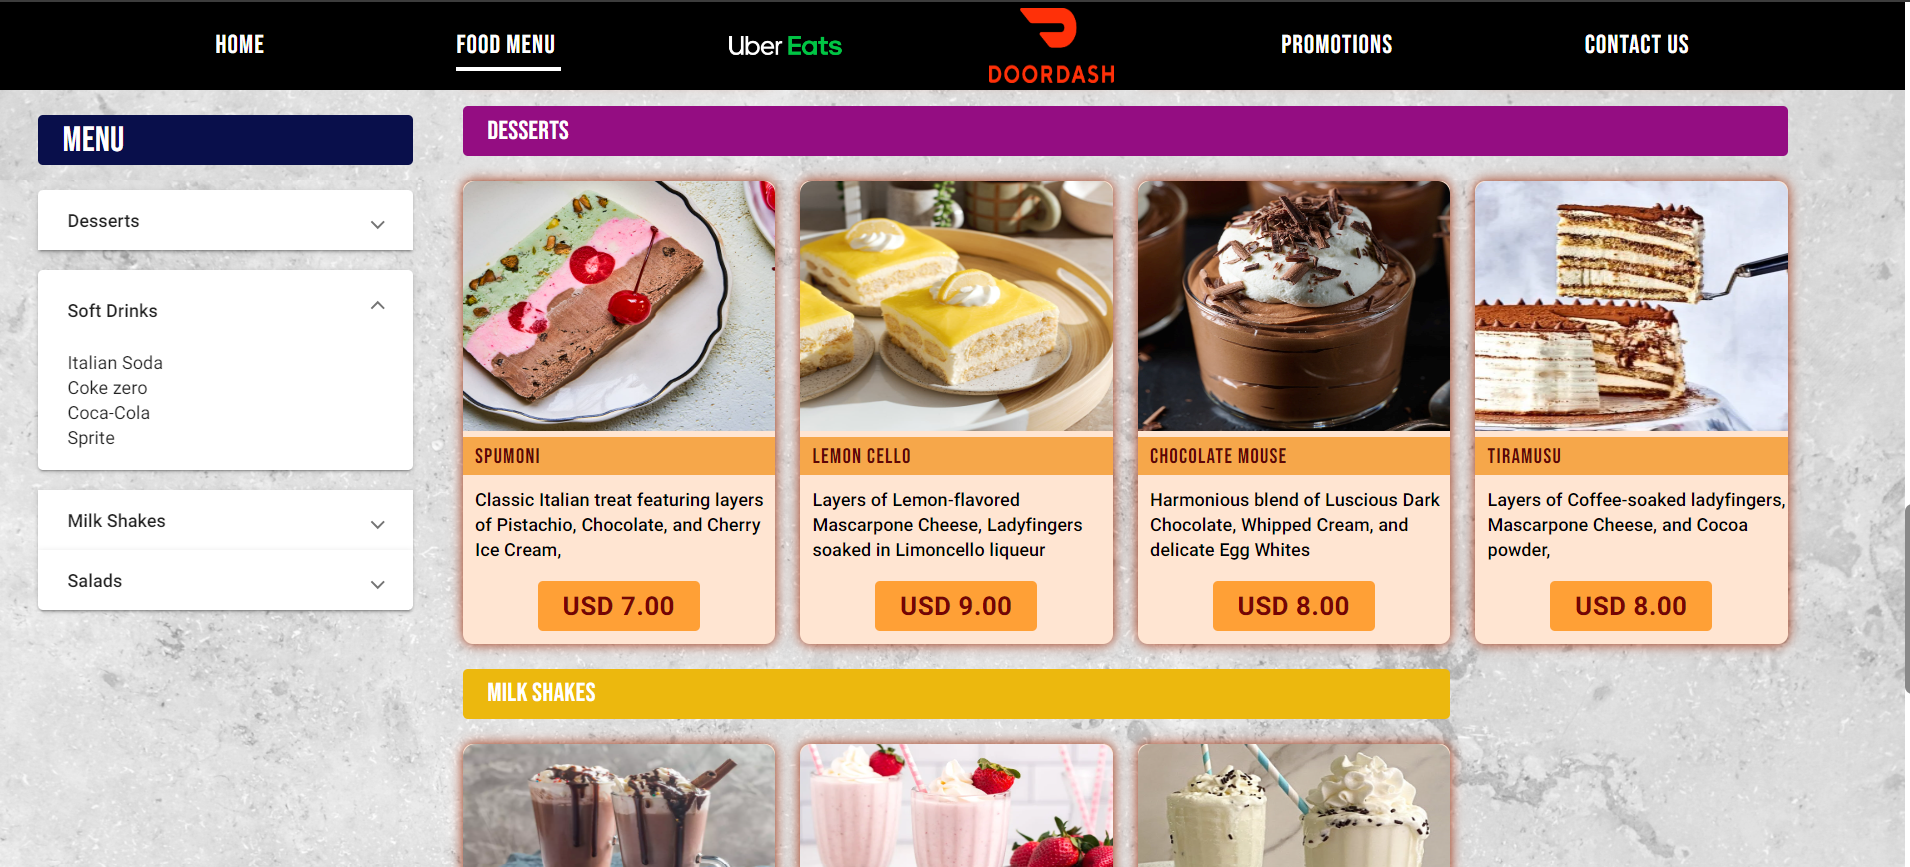 HOME
FOOD MENU
Uber Eats
DOORDASH
PROMOTIONS
CONTACT US
MENU
Desserts
Soft Drinks
Italian Soda
Coke zero
Coca-Cola
Sprite
Milk Shakes
Salads
DESSERTS
SPUMONI
Classic Italian treat featuring layers
of Pistachio, Chocolate, and Cherry
Ice Cream,
USD 7.00
LEMON CELLO
Layers of Lemon-flavored
Mascarpone Cheese, Ladyfingers
soaked in Limoncello liqueur
USD 9.00
CHOCOLATE MOUSE
Harmonious blend of Luscious Dark
Chocolate, Whipped Cream, and
delicate Egg Whites
USD 8.00
TIRAMUSU
Layers of Coffee-soaked ladyfingers,
Mascarpone Cheese, and Cocoa
powder,
USD 8.00
MILK SHAKES